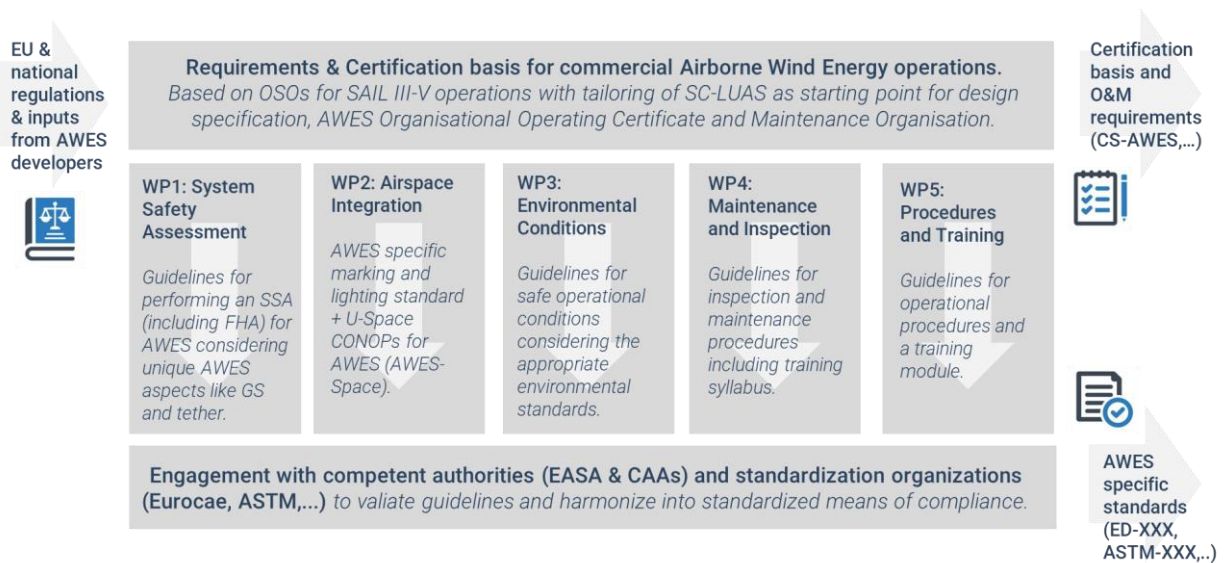 EU &
national
regulations
& inputs
from AWES
developers
Requirements & Certification basis for commercial Airborne Wind Energy operations.
Based on OSOs for SAIL III-V operations with tailoring of SC-LUAS as starting point for design
specification, AWES Organisational Operating Certificate and Maintenance Organisation.
Certification
basis and
O&M
requirements
(CS-AWES,...)
WP1: System
Safety
Assessment
Guidelines for
performing an SSA
(including FHA) for
AWES considering
unique AWES
aspects like GS
and tether.
WP2: Airspace
Integration
AWES specific
marking and
lighting standard
+ U-Space
CONOPs for
AWES (AWES-
Space).
WP3:
Environmental
Conditions
Guidelines for
safe operational
conditions
considering the
appropriate
environmental
standards.
WP4:
Maintenance
and Inspection
Guidelines for
inspection and
maintenance
procedures
including training
syllabus.
WP5:
Procedures
and Training
Guidelines for
operational
procedures and
a training
module.
Engagement with competent authorities (EASA & CAAs) and standardization organizations
(Eurocae, ASTM,...) to valiate guidelines and harmonize into standardized means of compliance.
AWES
specific
standards
(ED-XXX,
ASTM-XXX,..)